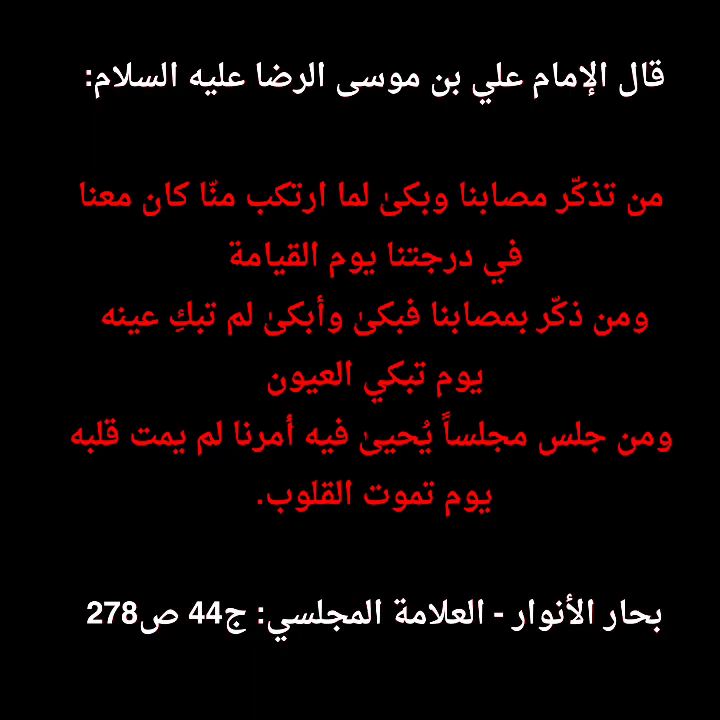 قال الإمام علي بن موسى الرضا عليه السلام:
من تذكّر مصابنا وبكىٰ لما ارتكب منّا كان معنا
في درجتنا يوم القيامة
ومن ذكّر بمصابنا فبكىٰ وأبكىٰ لم تبكِ عينه
يوم تبكي العيون
ومن جلس مجلساً يُحيىٰ فيه أمرنا لم يمت قلبه
يوم تموت القلوب.
بحار الأنوار - العلامة المجلسي: ج44 ص278